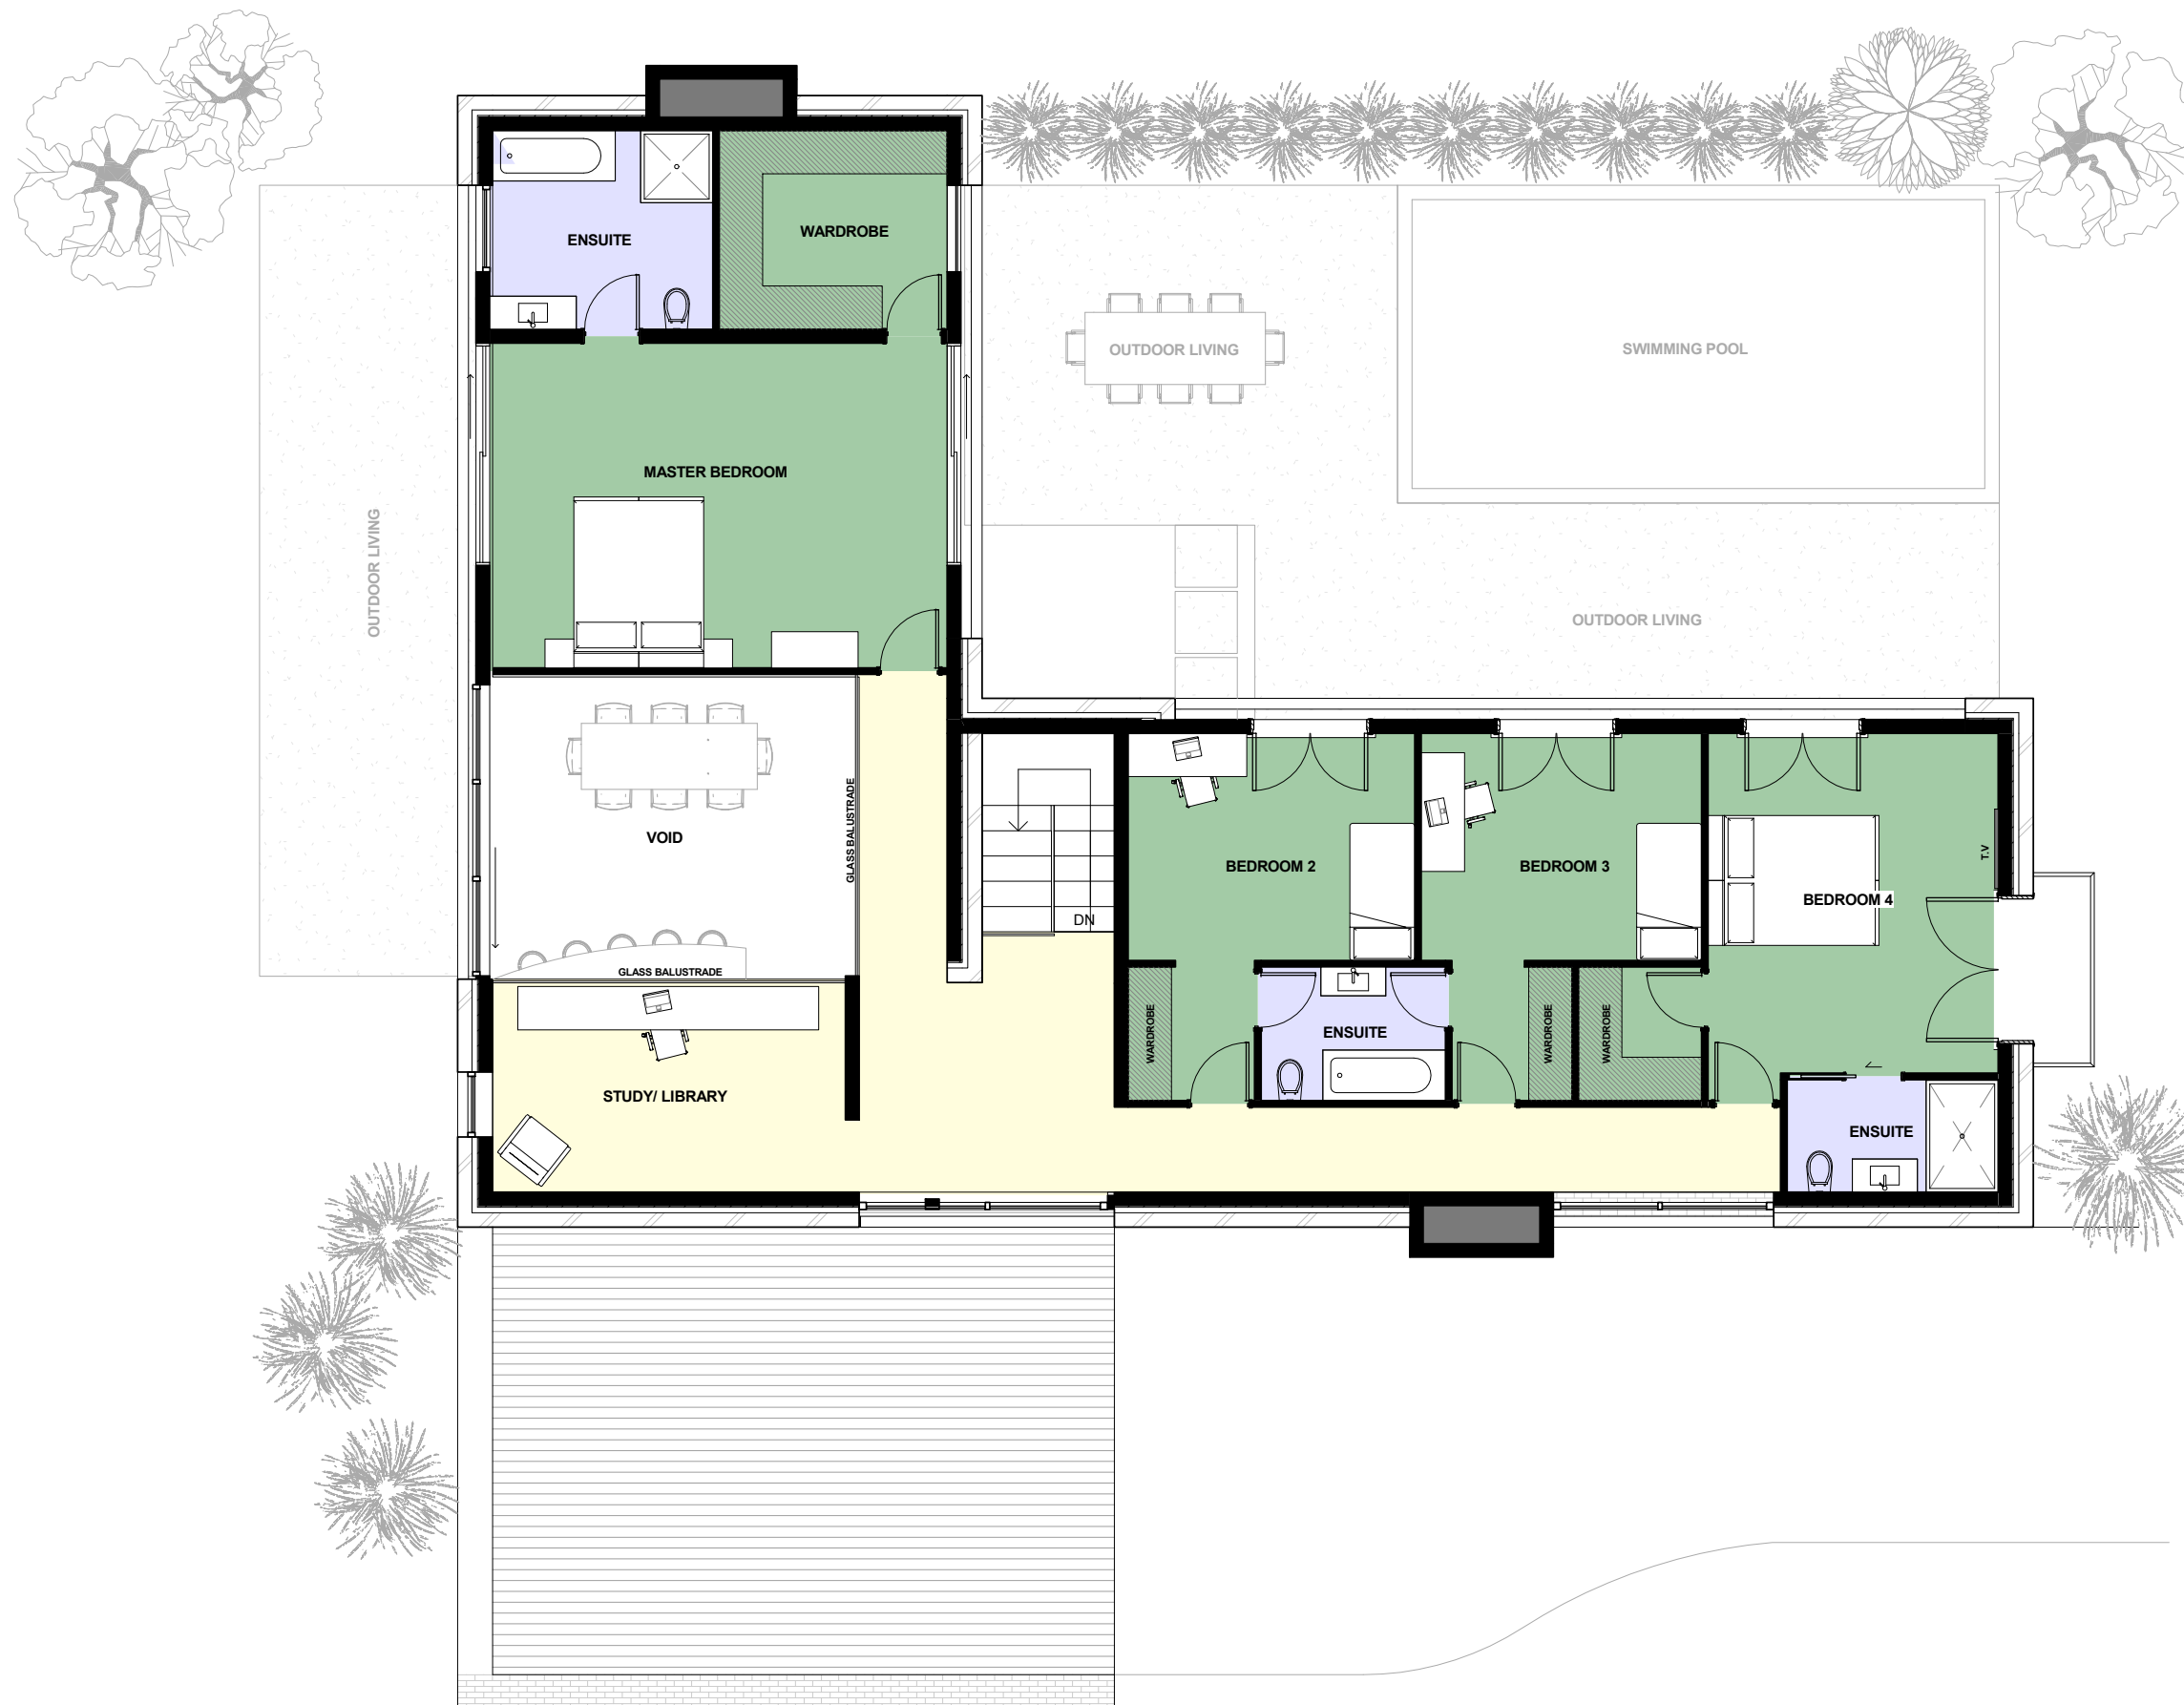 ENSUITE
WARDROBE
OUTDOOR LIVING
SWIMMING POOL
MASTER BEDROOM
OUTDOOR LIVING
OUTDOOR LIVING
VOID
GLASS BALUSTRADE
GLASS BALUSTRADE
DN
BEDROOM 2
BEDROOM 3
BEDROOM 4
T.V
WARDROBE
ENSUITE
WARDROBE
WARDROBE
STUDY/ LIBRARY
ENSUITE